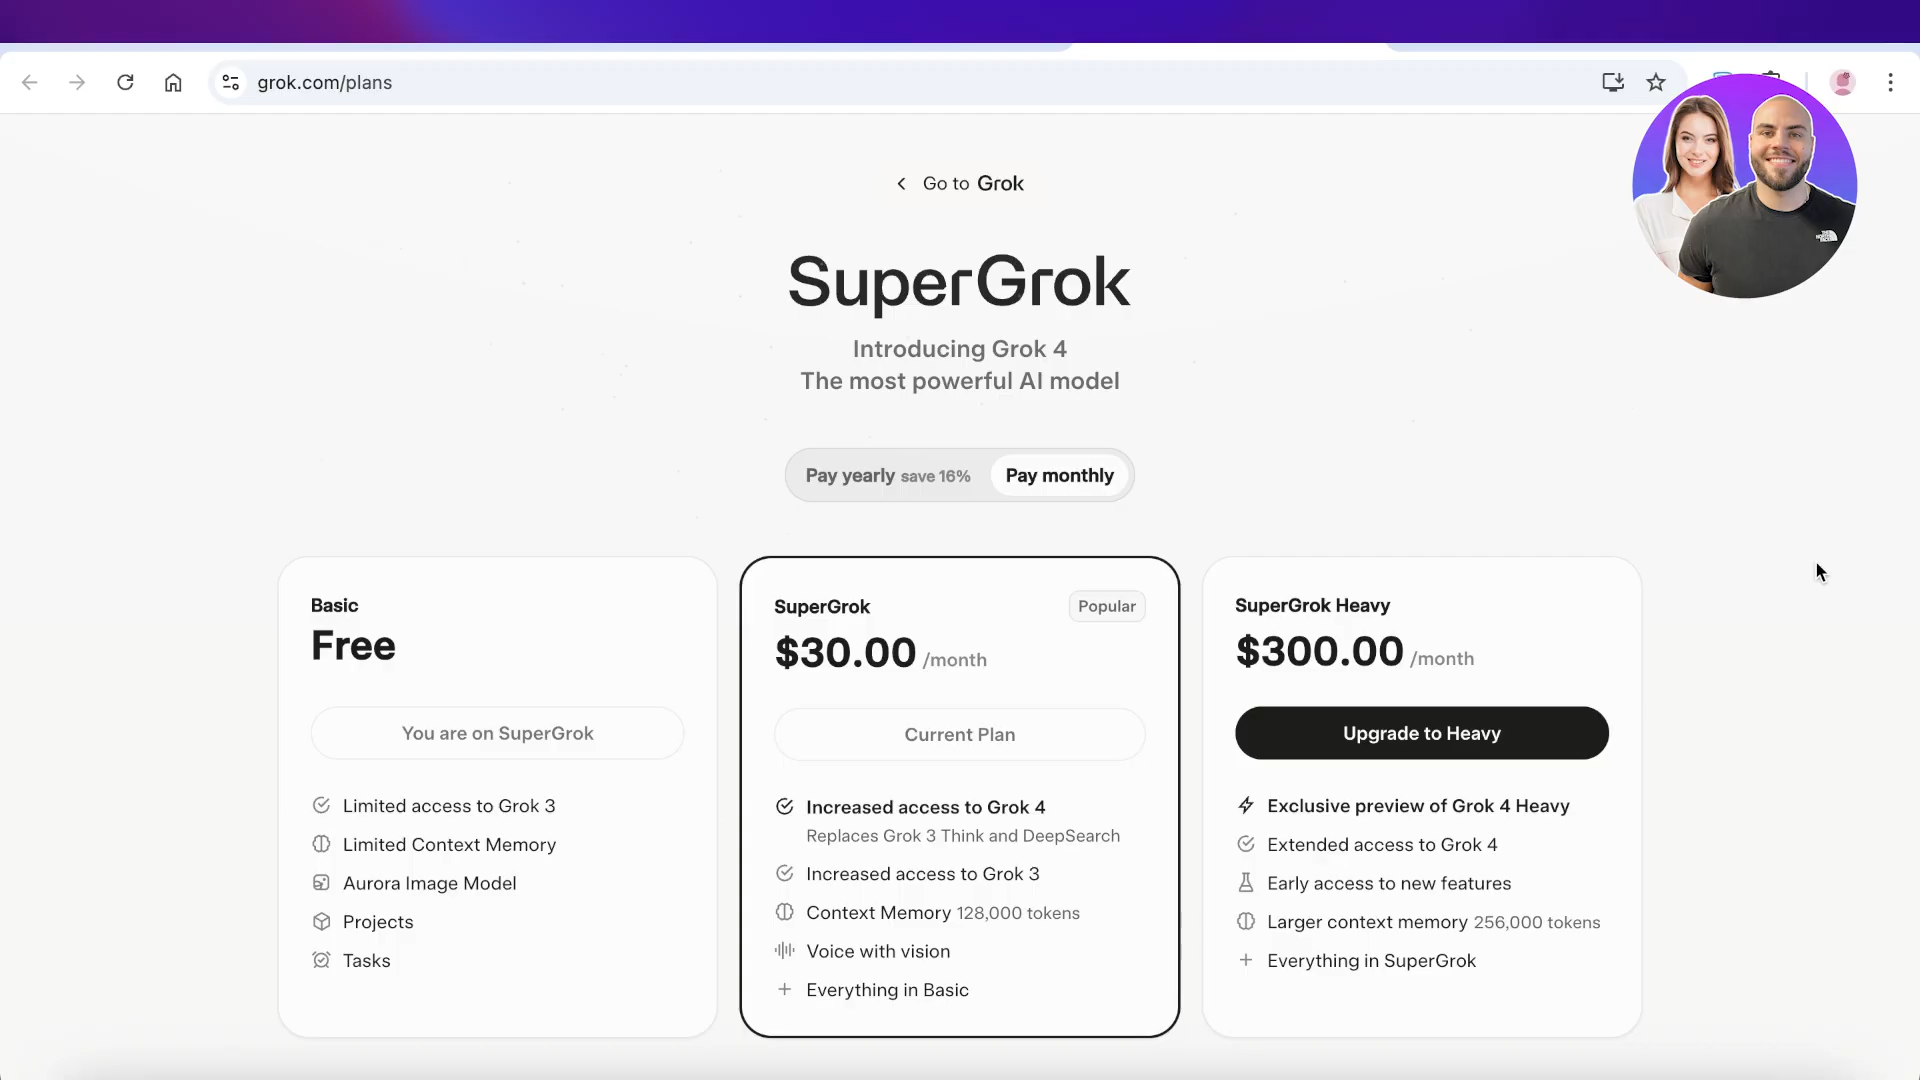 grok.com/plans
Go to Grok
SuperGrok
Introducing Grok 4
The most powerful AI model
Pay yearly save 16% Pay monthly
Basic
Free
You are on SuperGrok
Limited access to Grok 3
Limited Context Memory
Aurora Image Model
Projects
Tasks
SuperGrok Popular
$30.00 /month
Current Plan
Increased access to Grok 4
Replaces Grok 3 Think and DeepSearch
Increased access to Grok 3
Context Memory 128,000 tokens
Voice with vision
Everything in Basic
SuperGrok Heavy
$300.00 /month
Upgrade to Heavy
Exclusive preview of Grok 4 Heavy
Extended access to Grok 4
Early access to new features
Larger context memory 256,000 tokens
Everything in SuperGrok